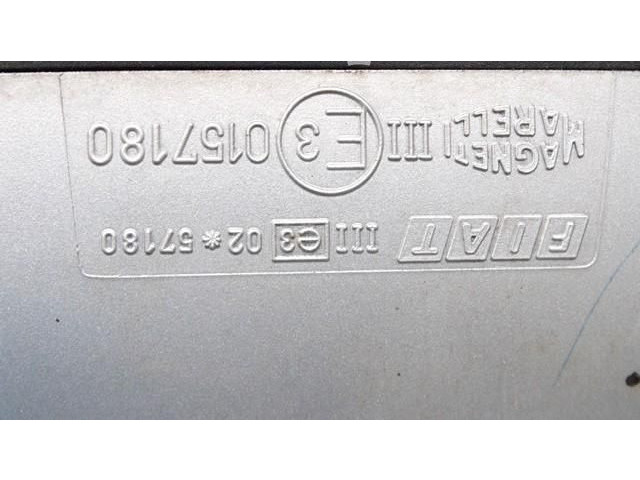 FIAT III e3 02*57180
MAGNETI
MARELLI III E3 0157180